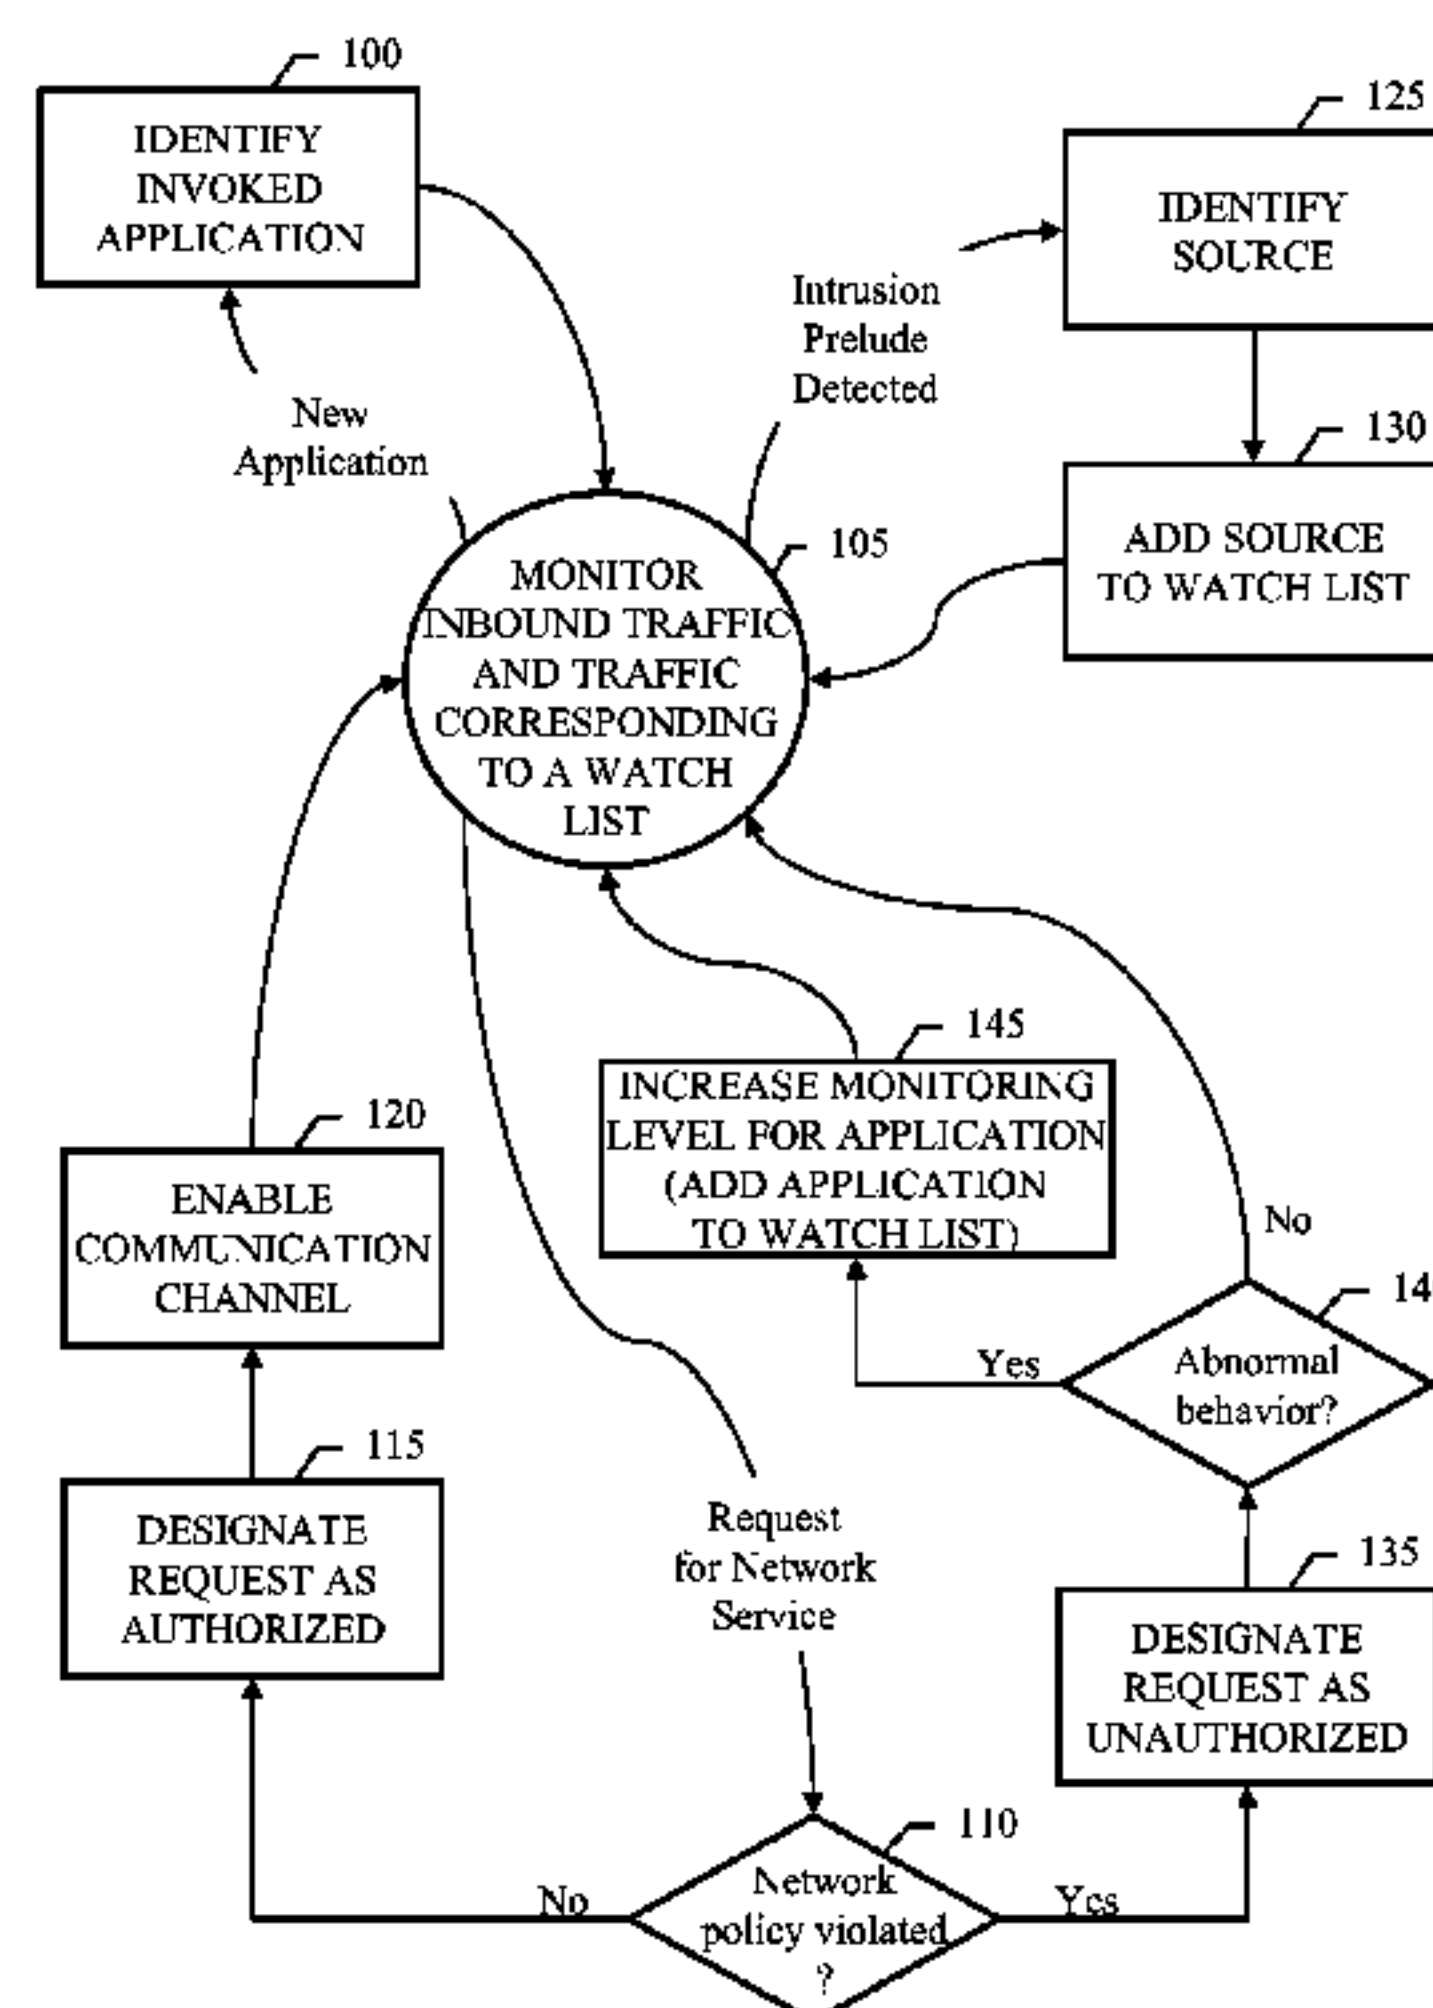 100
IDENTIFY
INVOKED
APPLICATION
125
IDENTIFY
SOURCE
Intrusion
Prelude
Detected
New
Application
130
ADD SOURCE
TO WATCH LIST
105
MONITOR
INBOUND TRAFFIC
AND TRAFFIC
CORRESPONDING
TO A WATCH
LIST
145
INCREASE MONITORING
LEVEL FOR APPLICATION
(ADD APPLICATION
TO WATCH LIST)
120
ENABLE
COMMUNICATION
CHANNEL
No
14
Abnormal
behavior?
Yes
115
DESIGNATE
REQUEST AS
AUTHORIZED
Request
for Network
Service
135
DESIGNATE
REQUEST AS
UNAUTHORIZED
110
Network
policy violated
?
No
Yes